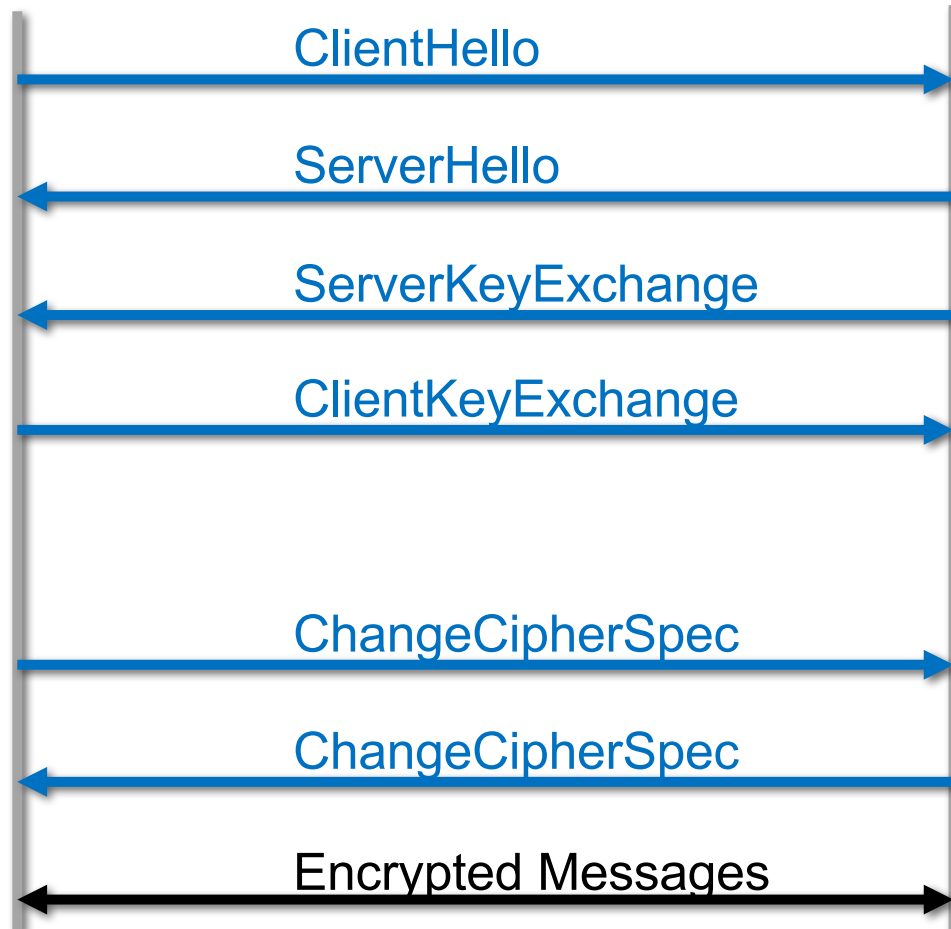 ClientHello
ServerHello
ServerKeyExchange
ClientKeyExchange
ChangeCipherSpec
ChangeCipherSpec
Encrypted Messages